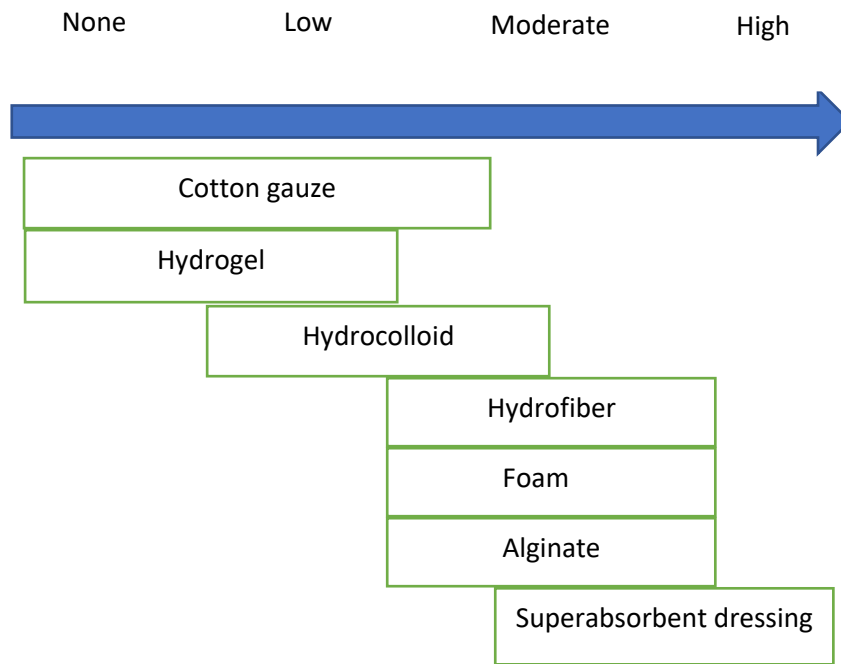 None Low Moderate High
Cotton gauze
Hydrogel
Hydrocolloid
Hydrofiber
Foam
Alginate
Superabsorbent dressing